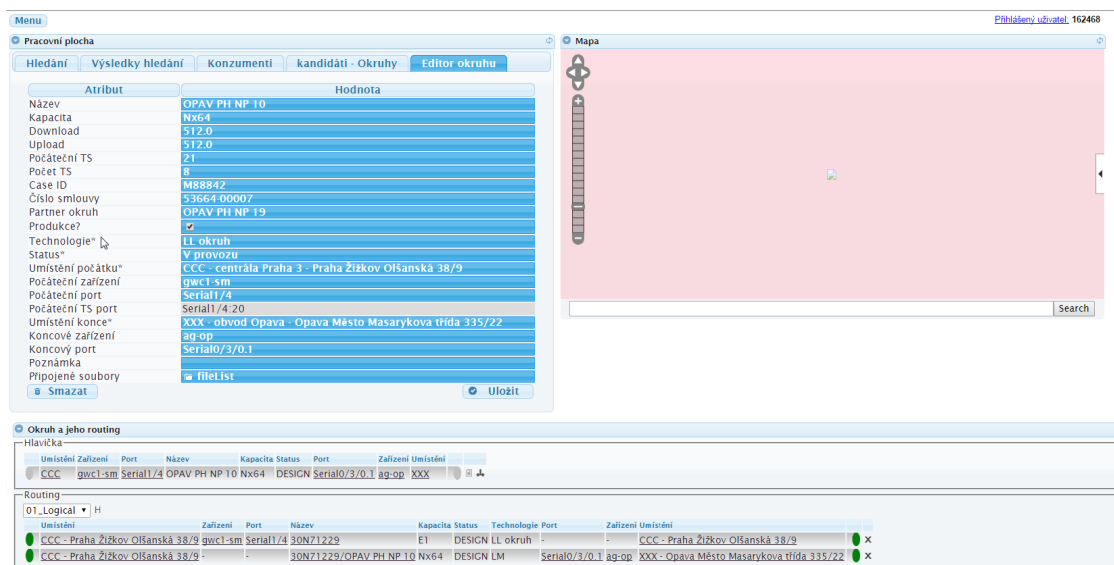 Menu
Přihlášený uživatel: 162468
Pracovní plocha
Hledání Výsledky hledání Konzumenti kandidáti - Okruhy Editor okruhu
Atribut Hodnota
Název OPAV PH NP 10
Kapacita Nx64
Download 512.0
Upload 512.0
Počáteční TS 21
Počet TS 8
Case ID M88842
Číslo smlouvy 53664-00007
Partner okruh OPAV PH NP 19
Produkce?
Technologie* LL okruh
Status* V provozu
Umístění počátku* CCC - centrála Praha 3 - Praha Žižkov Olšanská 38/9
Počáteční zařízení gwc1-sm
Počáteční port Serial1/4
Počáteční TS port Serial1/4:20
Umístění konce* XXX - obvod Opava - Opava Město Masarykova třída 335/22
Koncové zařízení ag-op
Koncový port Serial0/3/0.1
Poznámka
Připojené soubory fileList
Smazat Uložit
Mapa
Search
Okruh a jeho routing
Hlavička
Umístění Zařízení Port Název Kapacita Status Port Zařízení Umístění
CCC gwc1-sm Serial1/4 OPAV PH NP 10 Nx64 DESIGN Serial0/3/0.1 ag-op XXX
Routing
01_Logical H
Umístění Zařízení Port Název Kapacita Status Technologie Port Zařízení Umístění
CCC - Praha Žižkov Olšanská 38/9 gwc1-sm Serial1/4 30N71229 E1 DESIGN LL okruh - - CCC - Praha Žižkov Olšanská 38/9 x
CCC - Praha Žižkov Olšanská 38/9 - - 30N71229/OPAV PH NP 10 Nx64 DESIGN LM Serial0/3/0.1 ag-op XXX - Opava Město Masarykova třída 335/22 x